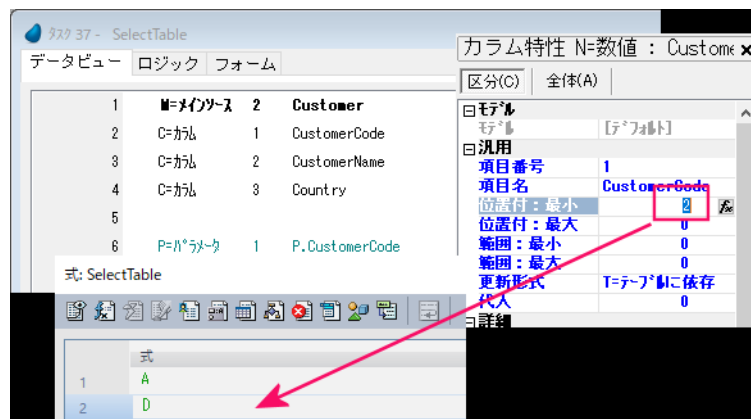 タスク 37 - SelectTable
データビュー ロジック フォーム
1 M=メインソース 2 Customer
2 C=カラム 1 CustomerCode
3 C=カラム 2 CustomerName
4 C=カラム 3 Country
5
6 P=パラメータ 1 P.CustomerCode
カラム特性 N=数値 : Custome ×
区分(C) 全体(A)
モデル
モデル [デフォルト]
汎用
項目番号 1
項目名 CustomerCode
位置付:最小 2
位置付:最大 0
範囲:最小 0
範囲:最大 0
更新形式 T=テーブルに依存
代入 0
詳細
式: SelectTable
式
1 A
2 D